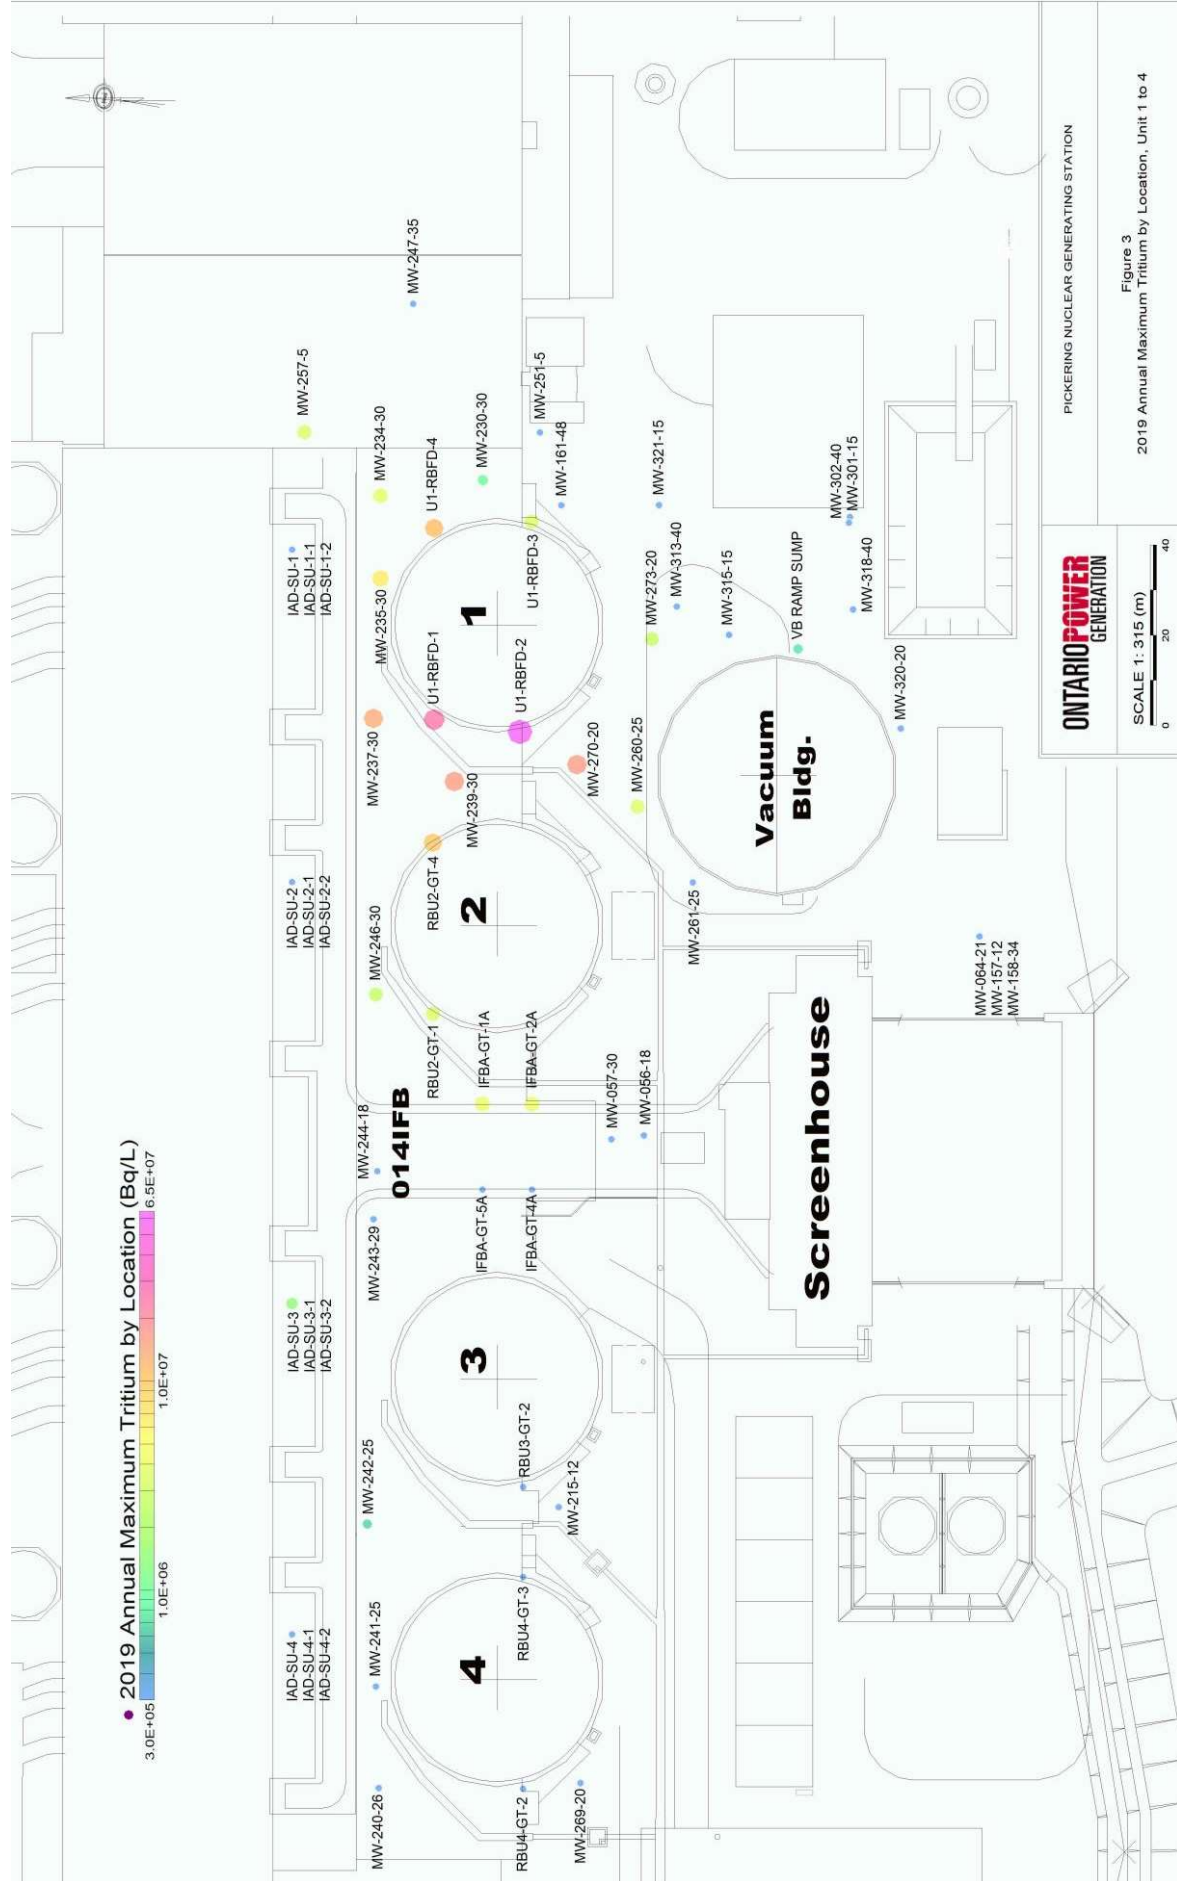 2019 Annual Maximum Tritium by Location (Bq/L)
3.0E+05
1.0E+06
1.0E+07
6.5E+07
IAD-SU-4
IAD-SU-4-1
IAD-SU-4-2
IAD-SU-3
IAD-SU-3-1
IAD-SU-3-2
IAD-SU-2
IAD-SU-2-1
IAD-SU-2-2
IAD-SU-1
IAD-SU-1-1
IAD-SU-1-2
MW-257-5
MW-240-26
MW-241-25
MW-242-25
MW-243-29
MW-244-18
MW-246-30
MW-237-30
MW-235-30
MW-234-30
MW-247-35
014IFB
RBU2-GT-1
RBU2-GT-4
U1-RBFD-1
U1-RBFD-4
MW-239-30
MW-230-30
4
3
2
1
IFBA-GT-5A
IFBA-GT-1A
RBU4-GT-2
RBU4-GT-3
RBU3-GT-2
IFBA-GT-4A
IFBA-GT-2A
U1-RBFD-2
U1-RBFD-3
MW-251-5
MW-161-48
MW-269-20
MW-215-12
MW-270-20
MW-057-30
MW-056-18
MW-260-25
MW-273-20
MW-321-15
MW-313-40
MW-261-25
MW-315-15
Vacuum
Bldg.
VB RAMP SUMP
Screenhouse
MW-302-40
MW-301-15
MW-318-40
MW-320-20
MW-064-21
MW-157-12
MW-158-34
ONTARIOPOWER
GENERATION
SCALE 1: 315 (m)
0 20 40
PICKERING NUCLEAR GENERATING STATION
Figure 3
2019 Annual Maximum Tritium by Location, Unit 1 to 4